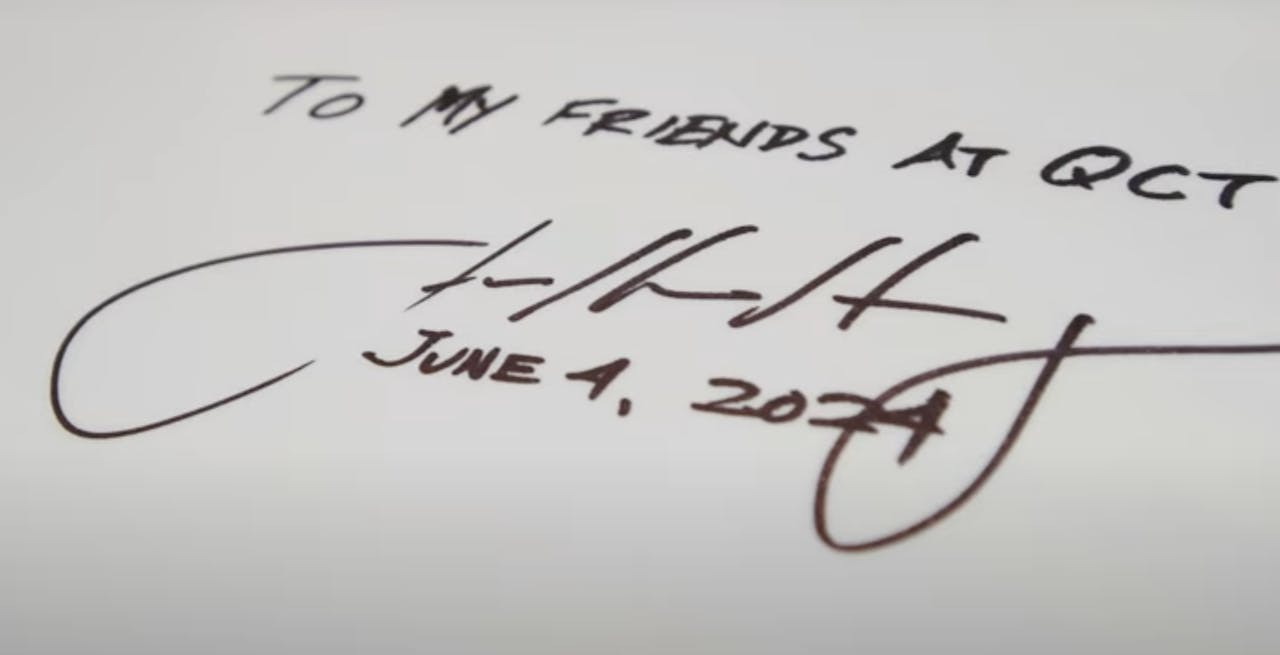 TO MY FRIENDS AT QCT
JUNE 4, 2024